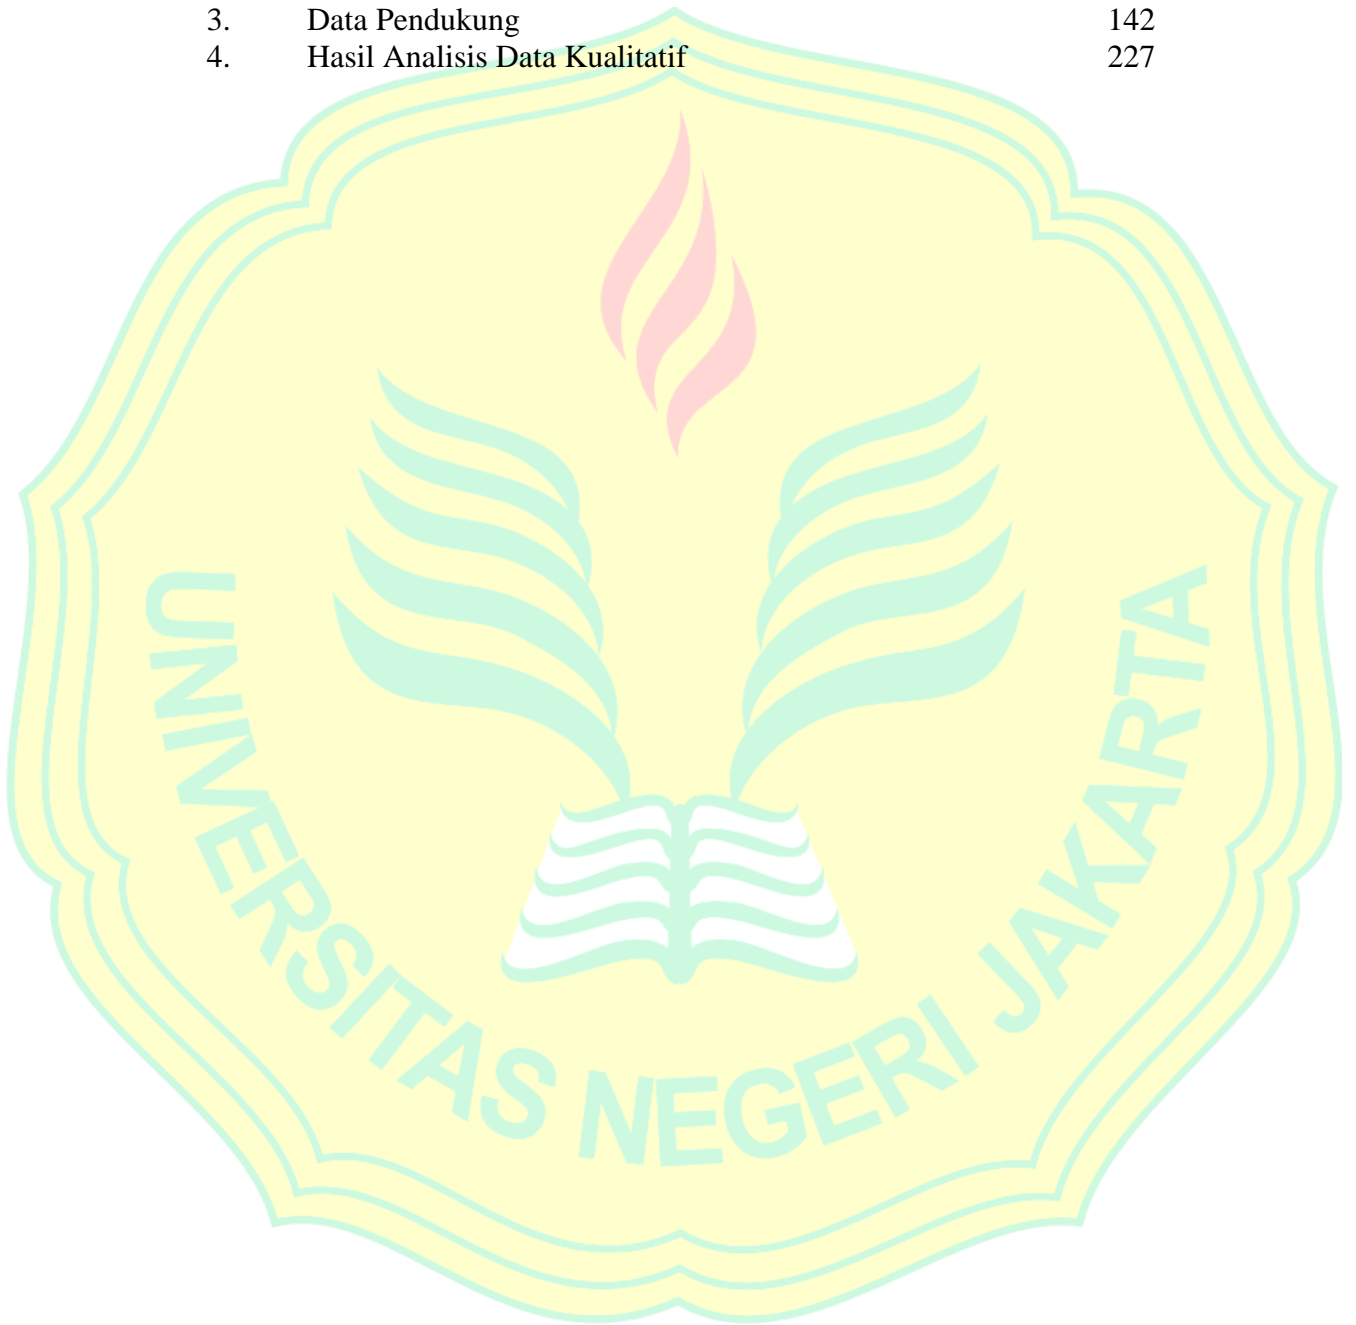 3. Data Pendukung 142
4. Hasil Analisis Data Kualitatif 227
UNIVERSITAS NEGERI JAKARTA